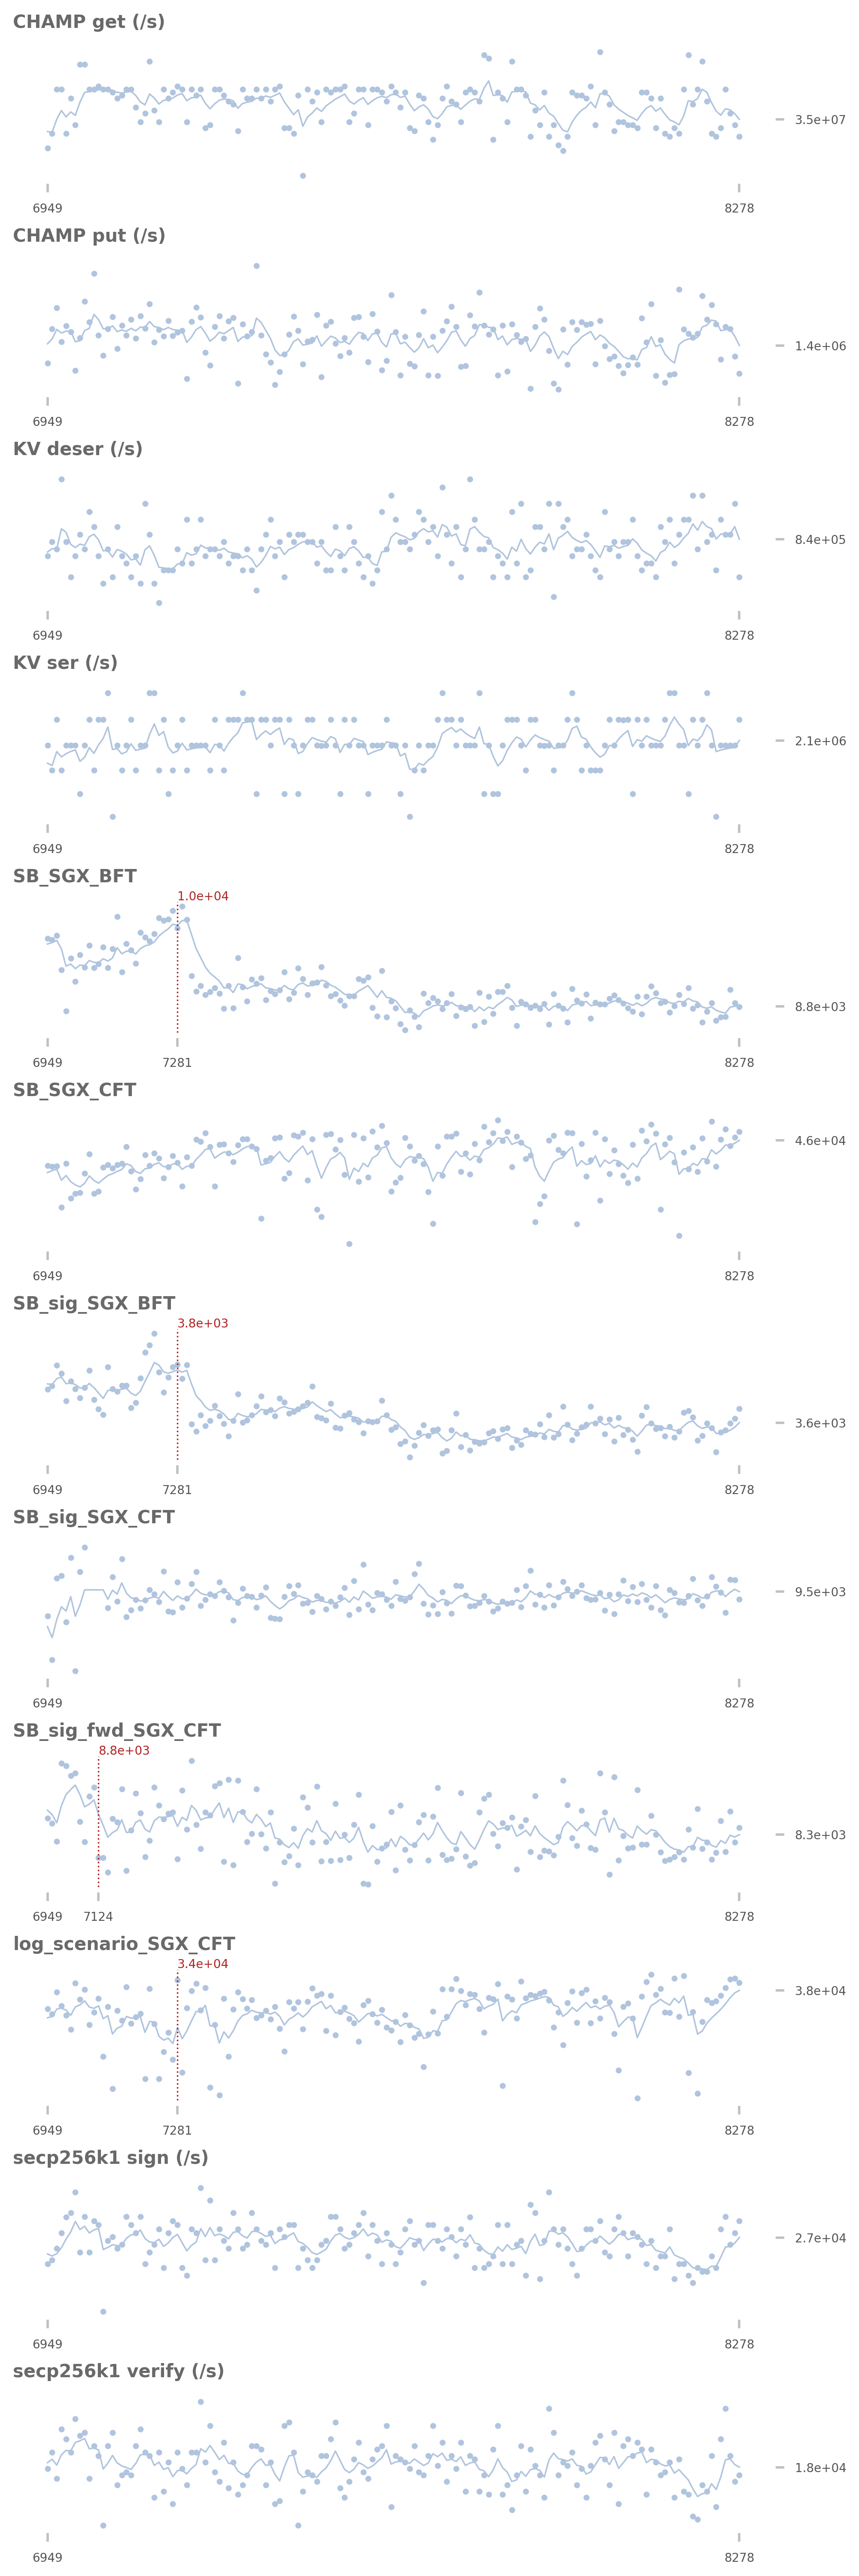 CHAMP get (/s)
3.5e+07
6949 8278
CHAMP put (/s)
1.4e+06
6949 8278
KV deser (/s)
8.4e+05
6949 8278
KV ser (/s)
2.1e+06
6949 8278
SB_SGX_BFT
1.0e+04
8.8e+03
6949 7281 8278
SB_SGX_CFT
4.6e+04
6949 8278
SB_sig_SGX_BFT
3.8e+03
3.6e+03
6949 7281 8278
SB_sig_SGX_CFT
9.5e+03
6949 8278
SB_sig_fwd_SGX_CFT
8.8e+03
8.3e+03
6949 7124 8278
log_scenario_SGX_CFT
3.4e+04
3.8e+04
6949 7281 8278
secp256k1 sign (/s)
2.7e+04
6949 8278
secp256k1 verify (/s)
1.8e+04
6949 8278